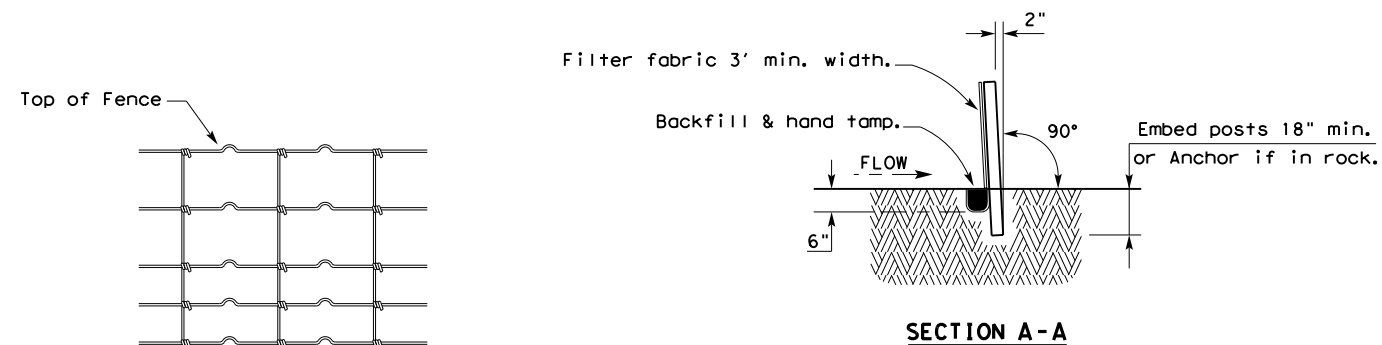 2"
Filter fabric 3' min. width.
Top of Fence
Backfill & hand tamp.
90°
Embed posts 18" min.
or Anchor if in rock.
FLOW
6"
SECTION A-A